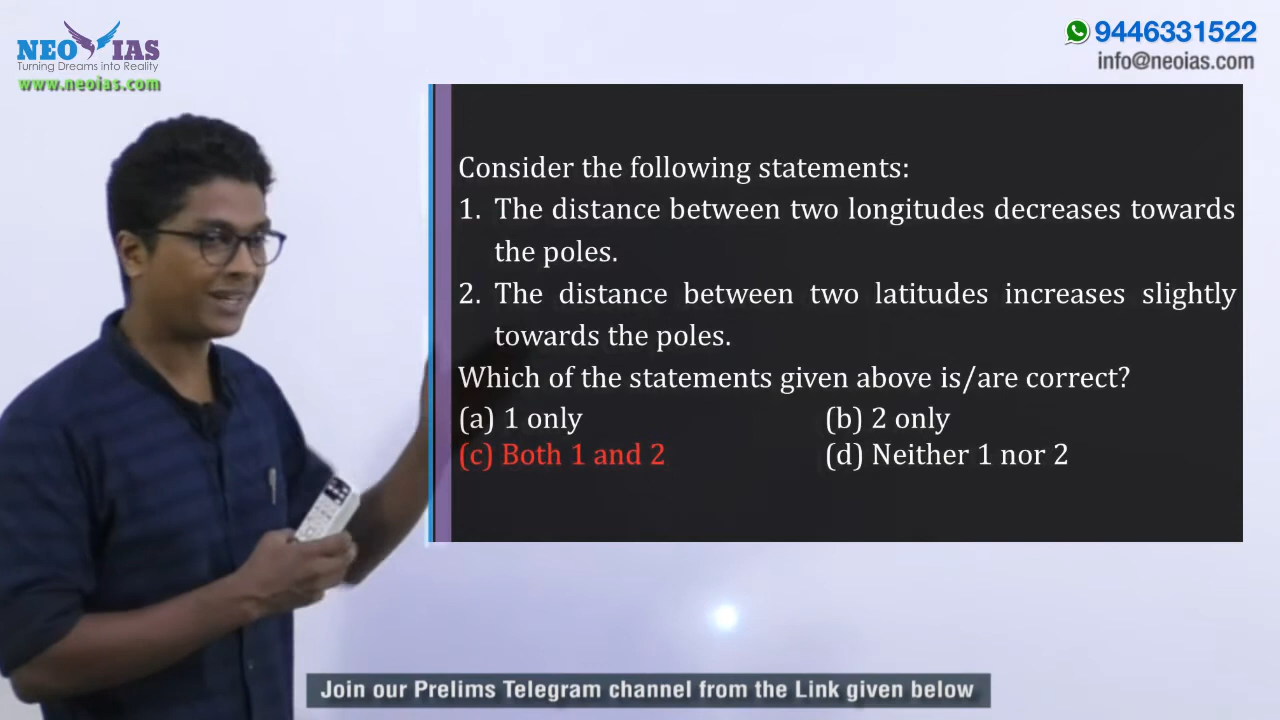 NEO IAS
Turning Dreams into Reality
www.neoias.com
9446331522
info@neoias.com
Consider the following statements:
1. The distance between two longitudes decreases towards
the poles.
2. The distance between two latitudes increases slightly
towards the poles.
Which of the statements given above is/are correct?
(a) 1 only (b) 2 only
(c) Both 1 and 2 (d) Neither 1 nor 2
Join our Prelims Telegram channel from the Link given below